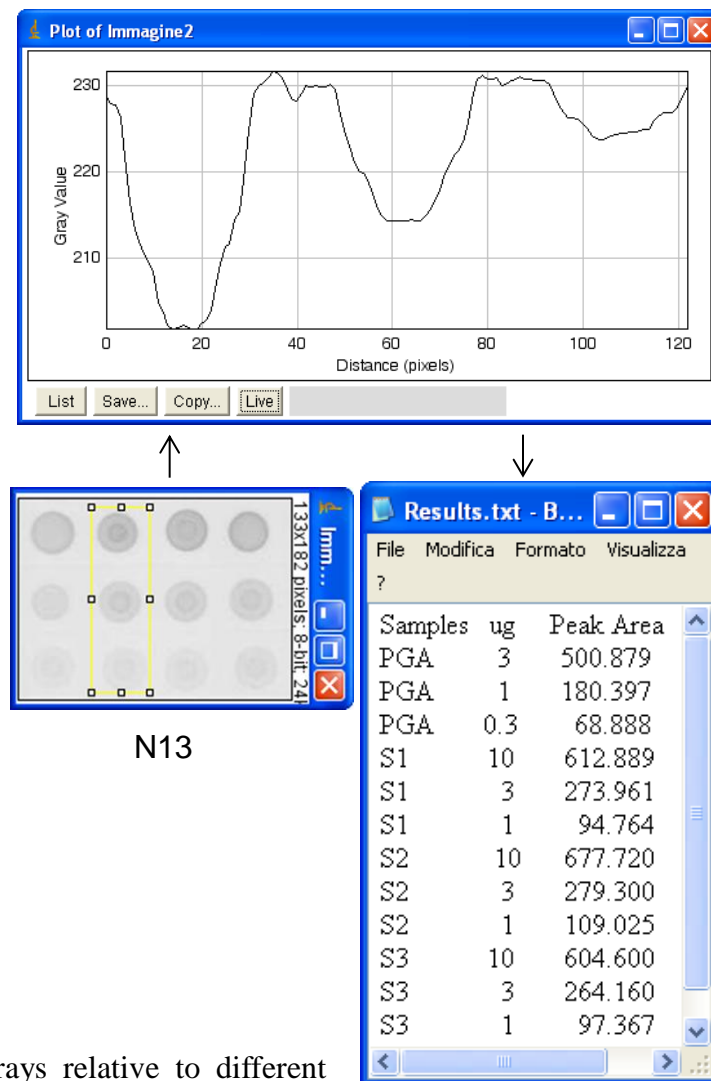 Plot of Immagine2
230
220
210
Gray Value
0 20 40 60 80 100 120
Distance (pixels)
List Save... Copy... Live
Imm...
133x182 pixels; 8-bit; 24
N13
Results.txt - B...
File Modifica Formato Visualizza
?
Samples ug Peak Area
PGA 3 500.879
PGA 1 180.397
PGA 0.3 68.888
S1 10 612.889
S1 3 273.961
S1 1 94.764
S2 10 677.720
S2 3 279.300
S2 1 109.025
S3 10 604.600
S3 3 264.160
S3 1 97.367
rays relative to different